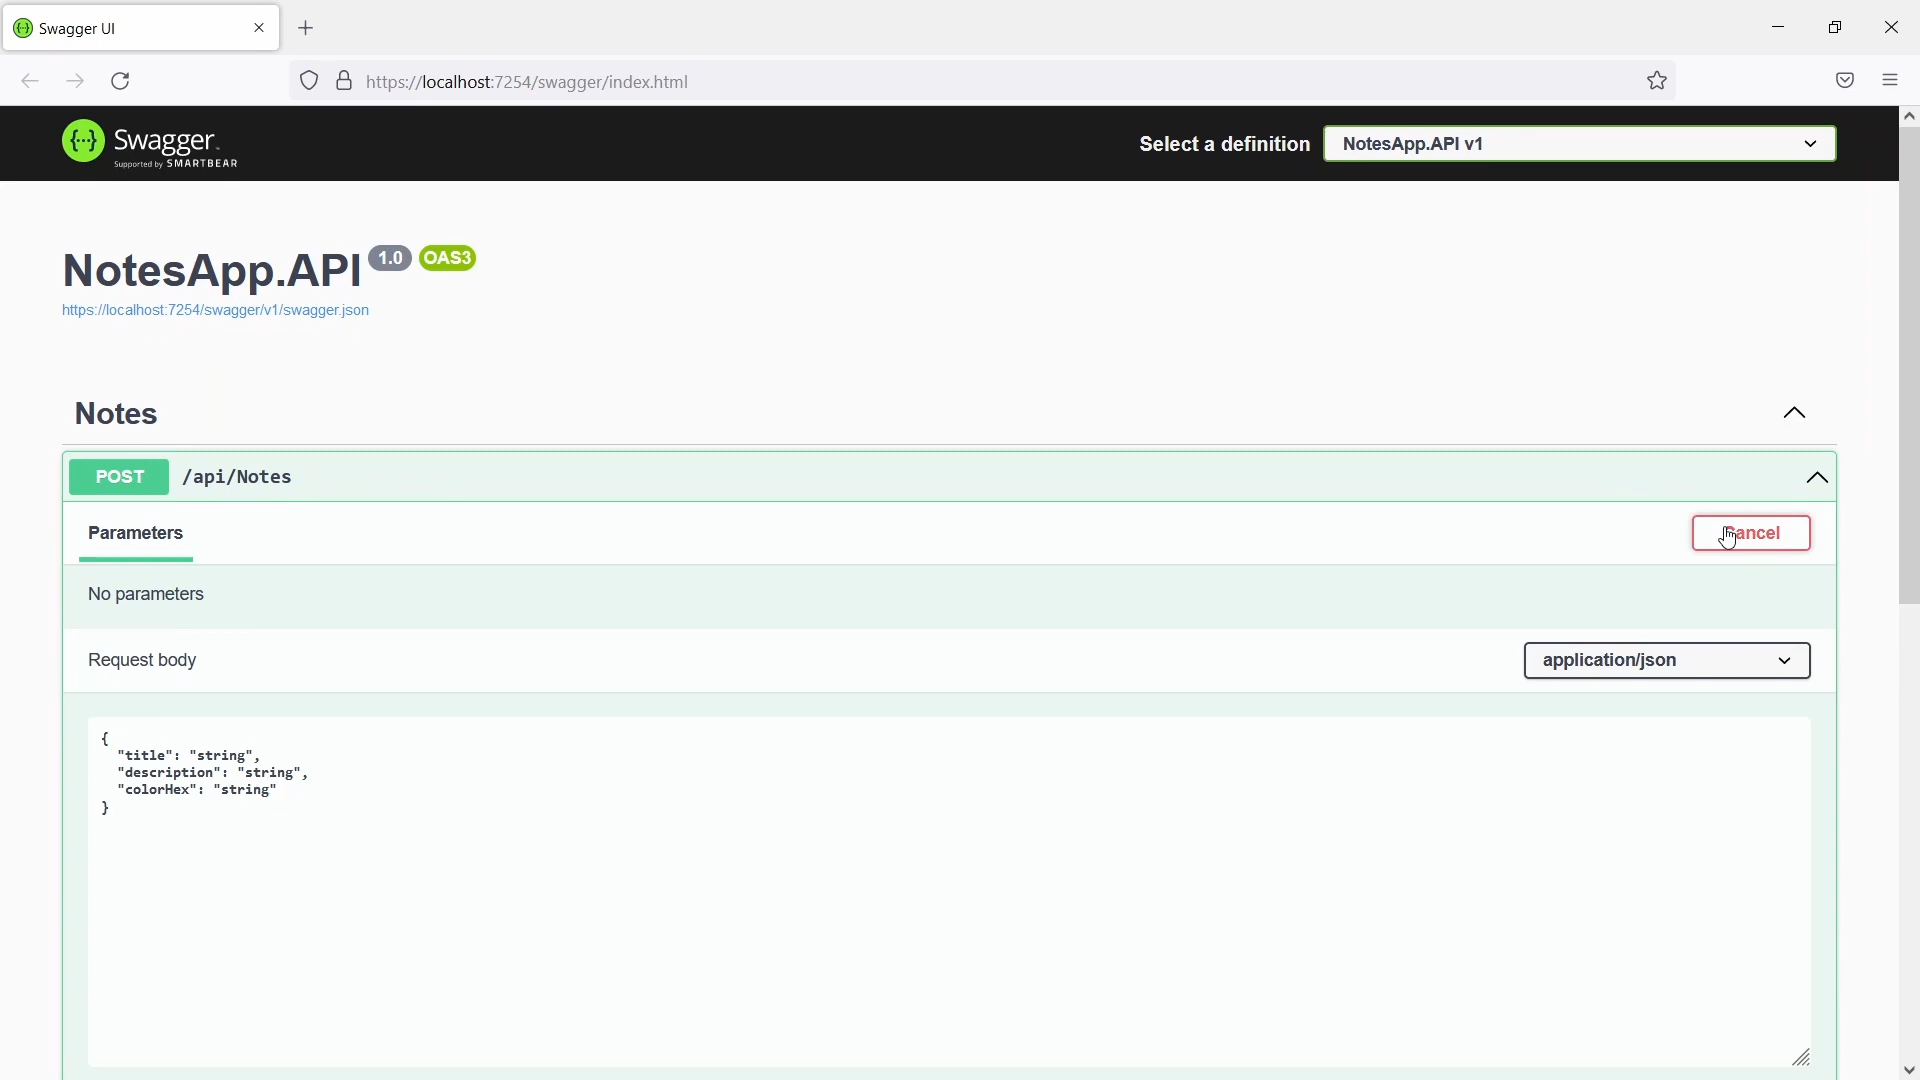 Swagger UI
https://localhost:7254/swagger/index.html
{···} Swagger.
Supported by SMARTBEAR
Select a definition
NotesApp.API v1
NotesApp.API 1.0 OAS3
https://localhost:7254/swagger/v1/swagger.json
Notes
POST /api/Notes
Parameters
Cancel
No parameters
Request body
application/json
{
"title": "string",
"description": "string",
"colorHex": "string"
}